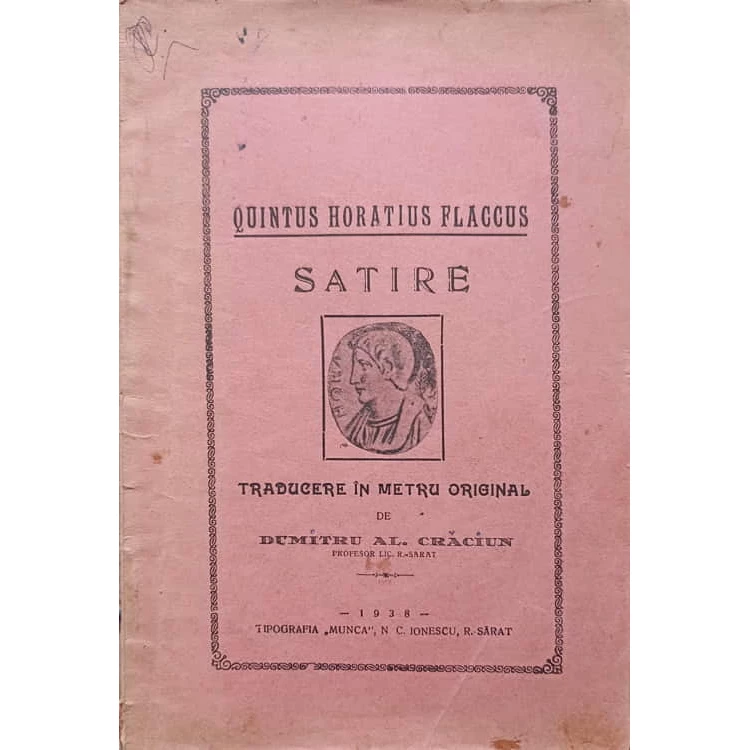 QUINTUS HORATIUS FLACCUS
SATIRE
TRADUCERE ÎN METRU ORIGINAL
DE
DUMITRU AL. CRĂCIUN
PROFESOR LIC. R.-SĂRAT
— 1938 —
TIPOGRAFIA „MUNCA", N C. IONESCU, R.-SĂRAT